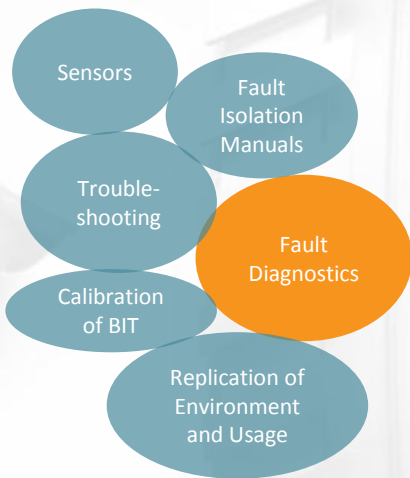 Sensors
Fault
Isolation
Manuals
Trouble-
shooting
Fault
Diagnostics
Calibration
of BIT
Replication of
Environment
and Usage